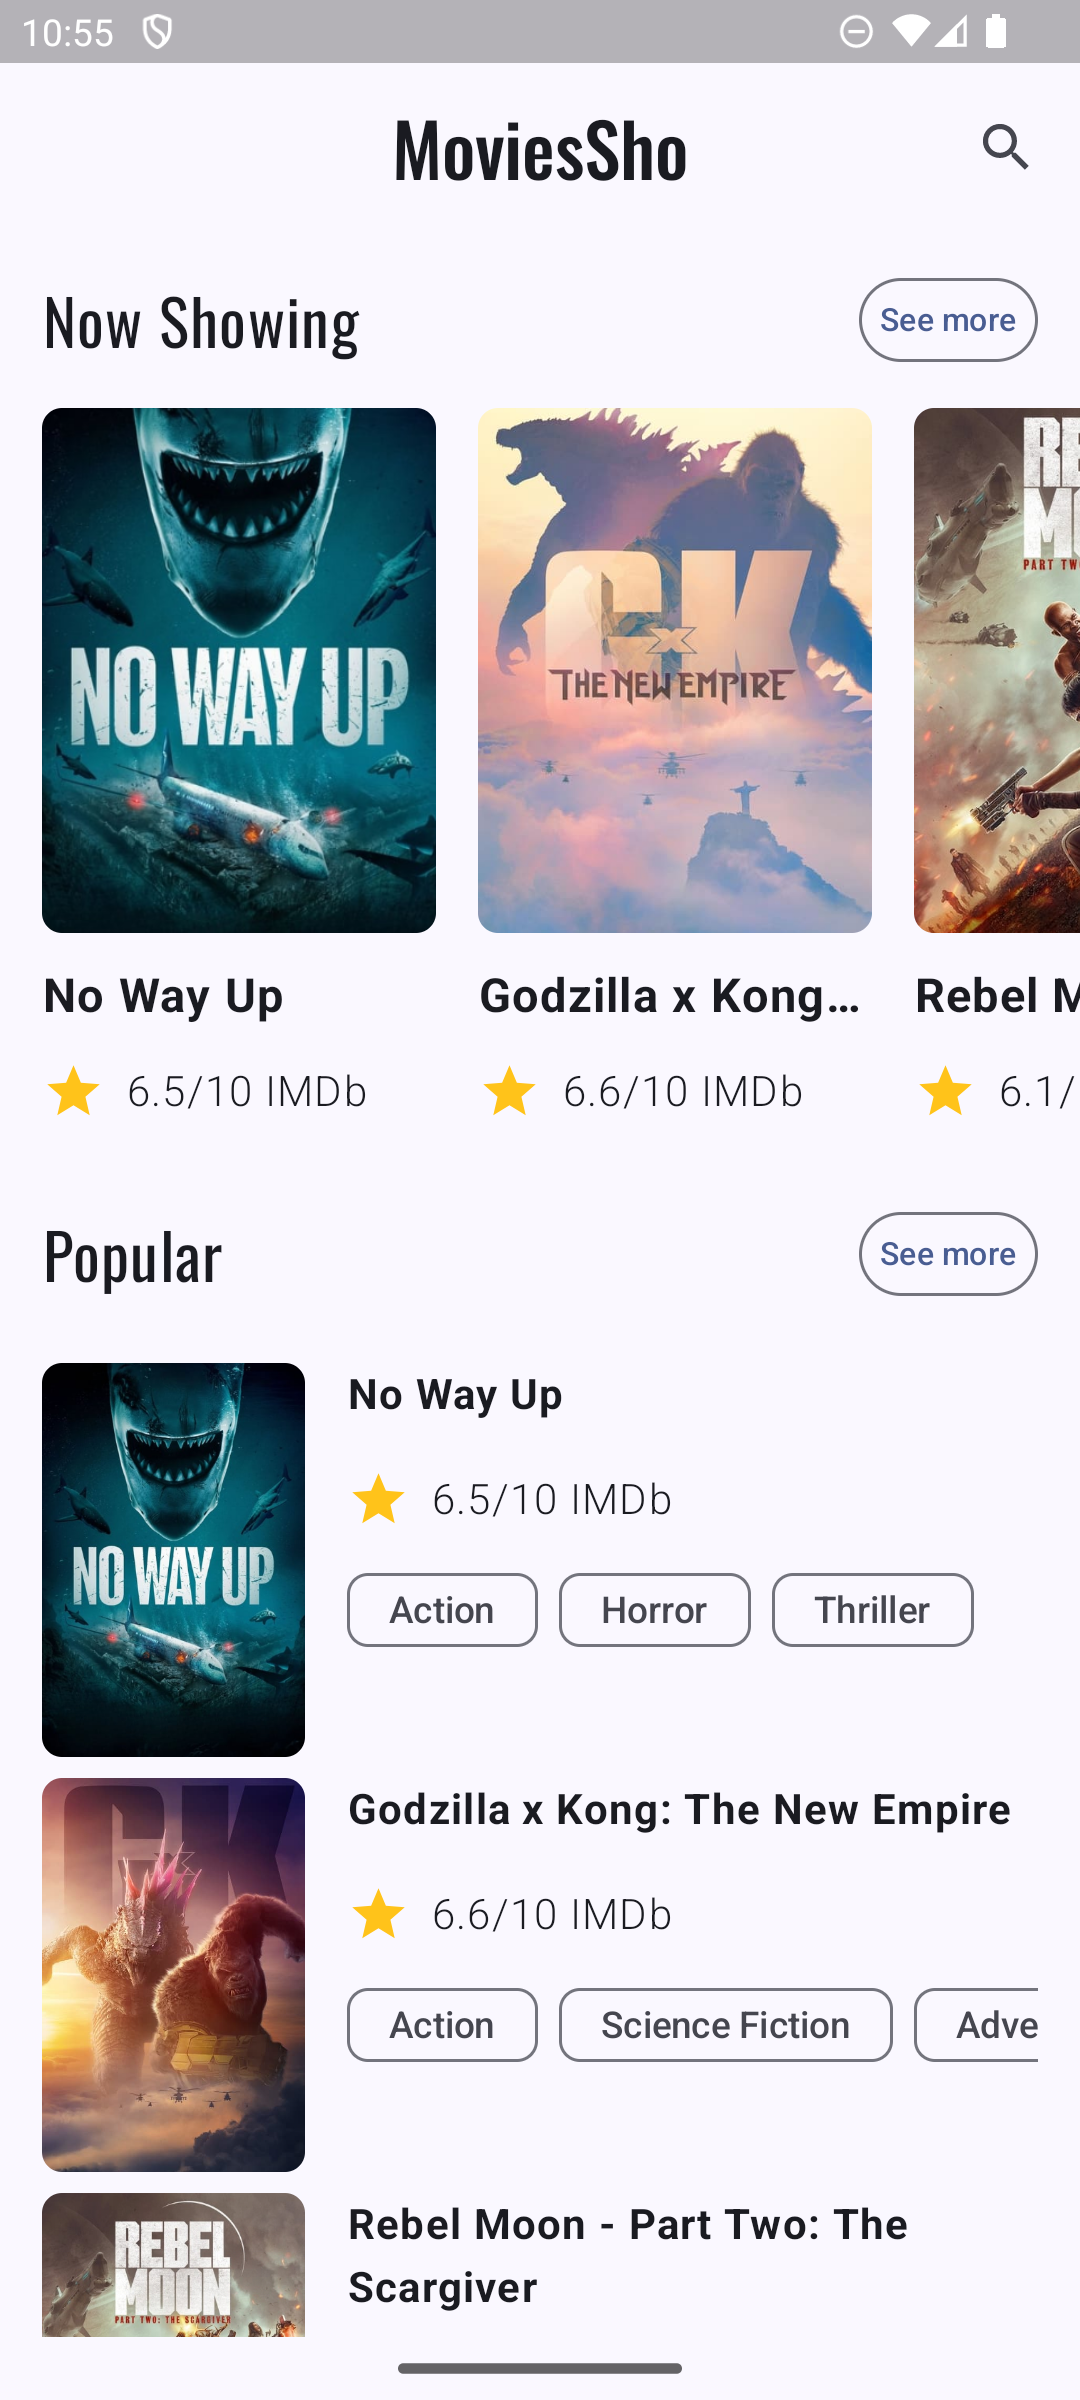 10:55
MoviesSho
Now Showing
See more
NO WAY UP
GK
x
THE NEW EMPIRE
RE
MO
PART TW
No Way Up
Godzilla x Kong...
Rebel M
6.5/10 IMDb
6.6/10 IMDb
6.1/
Popular
See more
NO WAY UP
No Way Up
6.5/10 IMDb
Action
Horror
Thriller
GK
x
Godzilla x Kong: The New Empire
6.6/10 IMDb
Action
Science Fiction
Adve
REBEL
MOON
PART TWO: THE SCARGIVER
Rebel Moon - Part Two: The
Scargiver